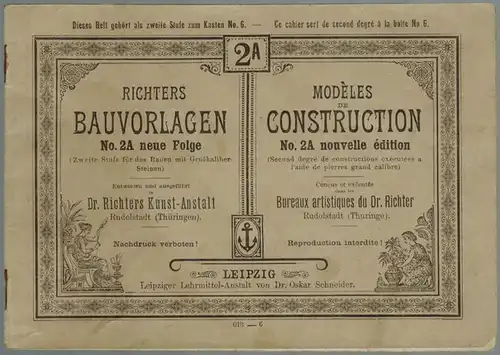 Dieses Heft gehört als zweite Stufe zum Kasten No. 6. — Ce cahier sert de second degré à la boîte No 6.
2A
RICHTERS
BAUVORLAGEN
No. 2A neue Folge
(Zweite Stufe für das Bauen mit Großkaliber-
Steinen)
Entworfen und ausgeführt
in
Dr. Richters Kunst-Anstalt
Rudolstadt (Thüringen).
Nachdruck verboten!
MODÈLES
DE
CONSTRUCTION
No. 2A nouvelle édition
(Second degré de constructions exécutées à
l'aide de pierres grand calibre)
Conçus et exécutés
dans les
Bureaux artistiques du Dr. Richter
Rudolstadt (Thuringe).
Reproduction interdite!
LEIPZIG
Leipziger Lehrmittel-Anstalt von Dr. Oskar Schneider.